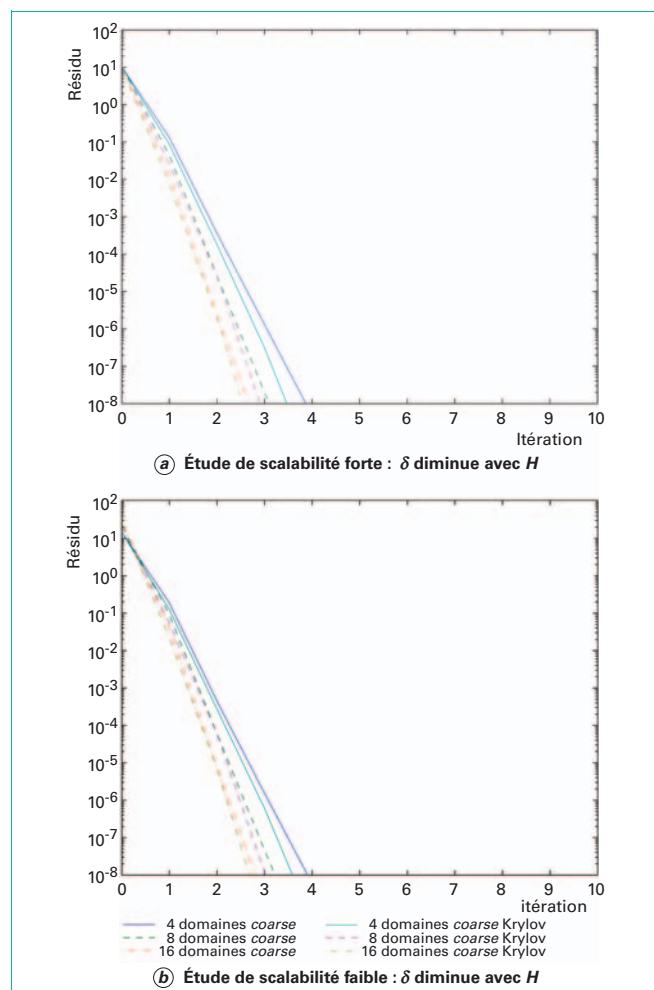 Résidu
10²
10¹
10⁰
10⁻¹
10⁻²
10⁻³
10⁻⁴
10⁻⁵
10⁻⁶
10⁻⁷
10⁻⁸
0 1 2 3 4 5 6 7 8 9 10
Itération
a Étude de scalabilité forte : δ diminue avec H
Résidu
10²
10¹
10⁰
10⁻¹
10⁻²
10⁻³
10⁻⁴
10⁻⁵
10⁻⁶
10⁻⁷
10⁻⁸
0 1 2 3 4 5 6 7 8 9 10
itération
4 domaines coarse 4 domaines coarse Krylov
8 domaines coarse 8 domaines coarse Krylov
16 domaines coarse 16 domaines coarse Krylov
b Étude de scalabilité faible : δ diminue avec H